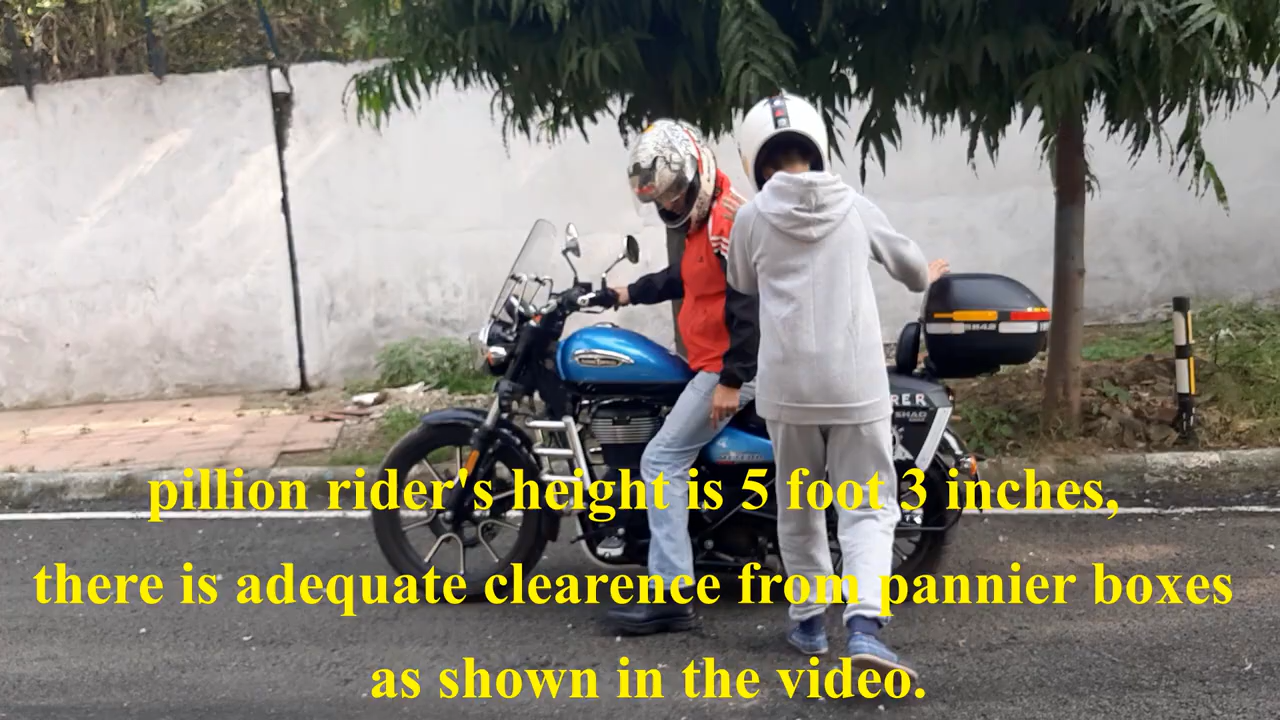 pillion rider's height is 5 foot 3 inches,
there is adequate clearence from pannier boxes
as shown in the video.
SHAD